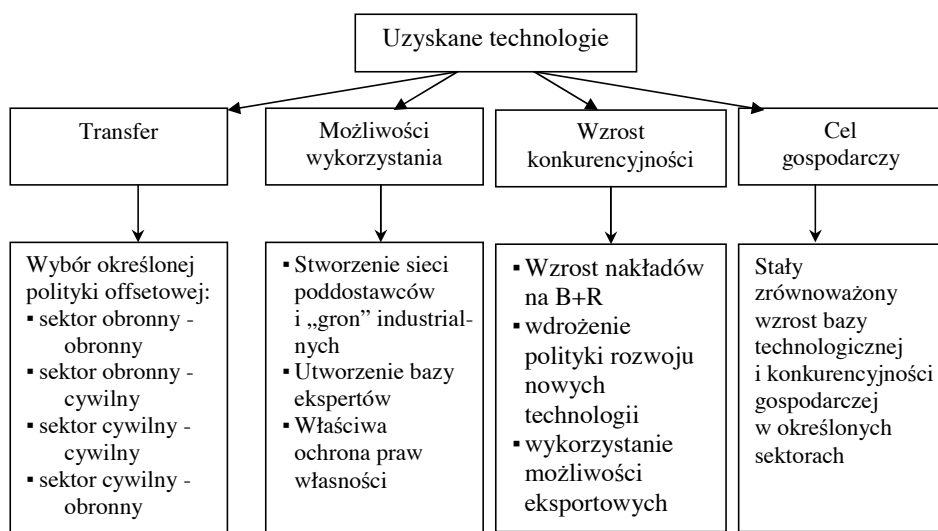 Uzyskane technologie
Transfer
Możliwości
wykorzystania
Wzrost
konkurencyjności
Cel
gospodarczy
Wybór określonej
polityki offsetowej:
▪ sektor obronny -
obronny
▪ sektor obronny -
cywilny
▪ sektor cywilny -
cywilny
▪ sektor cywilny -
obronny
▪ Stworzenie sieci
poddostawców
i „gron” industrial-
nych
▪ Utworzenie bazy
ekspertów
▪ Właściwa
ochrona praw
własności
▪ Wzrost nakładów
na B+R
▪ wdrożenie
polityki rozwoju
nowych
technologii
▪ wykorzystanie
możliwości
eksportowych
Stały
zrównoważony
wzrost bazy
technologicznej
i konkurencyjności
gospodarczej
w określonych
sektorach